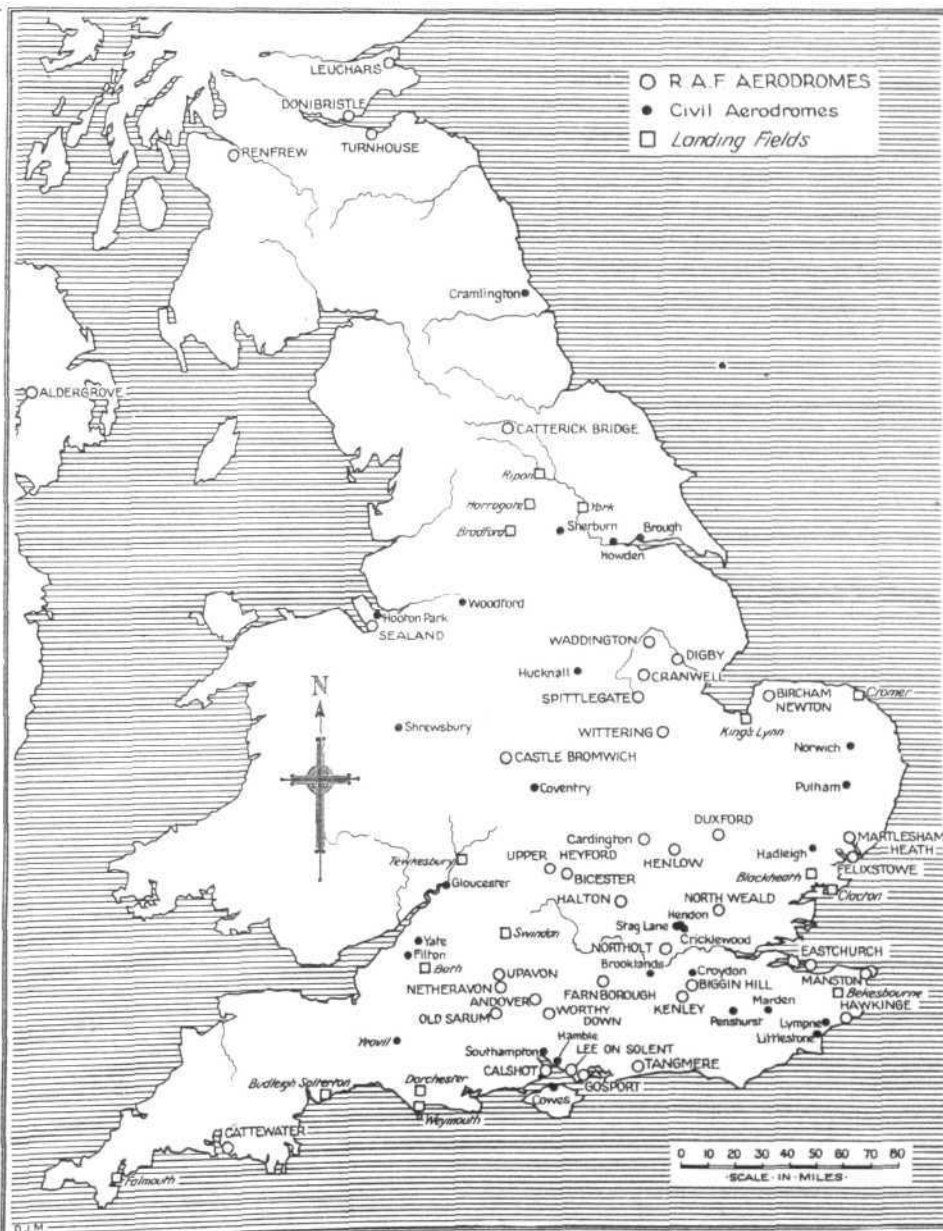 LEUCHARS
DONIBRISTLE
TURNHOUSE
RENFREW
○ R.A.F AERODROMES
● Civil Aerodromes
□ Landing Fields
Cramlington
ALDERGROVE
CATTERICK BRIDGE
Ripon
Harrogate
York
Bradford
Sherburn
Brough
Howden
Woodford
Hooton Park
SEALAND
WADDINGTON
DIGBY
Hucknall
CRANWELL
SPITTLEGATE
BIRCHAM
NEWTON
Cromer
King's Lynn
N
Shrewsbury
WITTERING
Norwich
CASTLE BROMWICH
Coventry
Pulham
DUXFORD
Cardington
HENLOW
MARTLESHAM
HEATH
Hadleigh
FELIXSTOWE
Tewkesbury
UPPER HEYFORD
BICESTER
Blackheath
Clacton
Gloucester
HALTON
NORTH WEALD
Hendon
Stag Lane
Cricklewood
Swindon
NORTHOLT
Yate
Filton
Bath
EASTCHURCH
Brooklands
Croydon
MANSTON
UPAVON
NETHERAVON
FARNBOROUGH
BIGGIN HILL
Bekesbourne
ANDOVER
KENLEY
Marden
HAWKINGE
OLD SARUM
WORTHY
DOWN
Penshurst
Lympne
Littlestone
Yeovil
Hamble
Southampton
LEE ON SOLENT
CALSHOT
TANGMERE
GOSPORT
Cowes
Budleigh Salterton
Dorchester
Weymouth
CATTEWATER
Falmouth
0 10 20 30 40 50 60 70 80
·SCALE·IN·MILES·